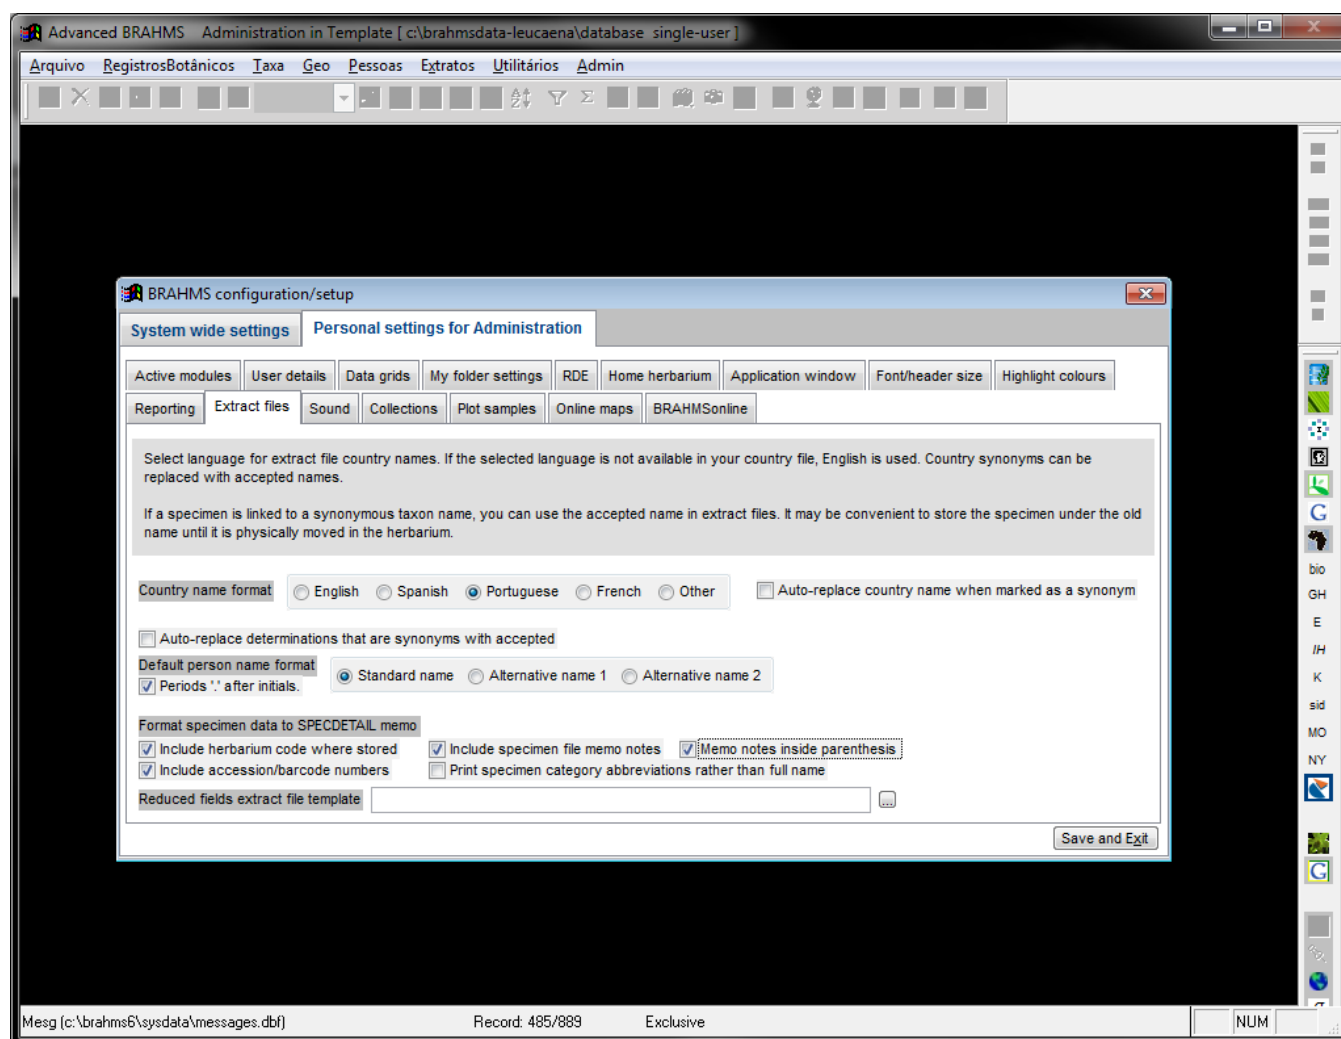 Advanced BRAHMS Administration in Template [ c:\brahmsdata-leucaena\database single-user ]
Arquivo RegistrosBotânicos Taxa Geo Pessoas Extratos Utilitários Admin
BRAHMS configuration/setup
System wide settings Personal settings for Administration
Active modules User details Data grids My folder settings RDE Home herbarium Application window Font/header size Highlight colours
Reporting Extract files Sound Collections Plot samples Online maps BRAHMSonline
Select language for extract file country names. If the selected language is not available in your country file, English is used. Country synonyms can be
replaced with accepted names.
If a specimen is linked to a synonymous taxon name, you can use the accepted name in extract files. It may be convenient to store the specimen under the old
name until it is physically moved in the herbarium.
Country name format English Spanish Portuguese French Other Auto-replace country name when marked as a synonym
Auto-replace determinations that are synonyms with accepted
Default person name format
Periods '.' after initials. Standard name Alternative name 1 Alternative name 2
Format specimen data to SPECDETAIL memo
Include herbarium code where stored Include specimen file memo notes Memo notes inside parenthesis
Include accession/barcode numbers Print specimen category abbreviations rather than full name
Reduced fields extract file template ...
Save and Exit
G
bio
GH
E
IH
K
sid
MO
NY
G
Mesg (c:\brahms6\sysdata\messages.dbf) Record: 485/889 Exclusive NUM